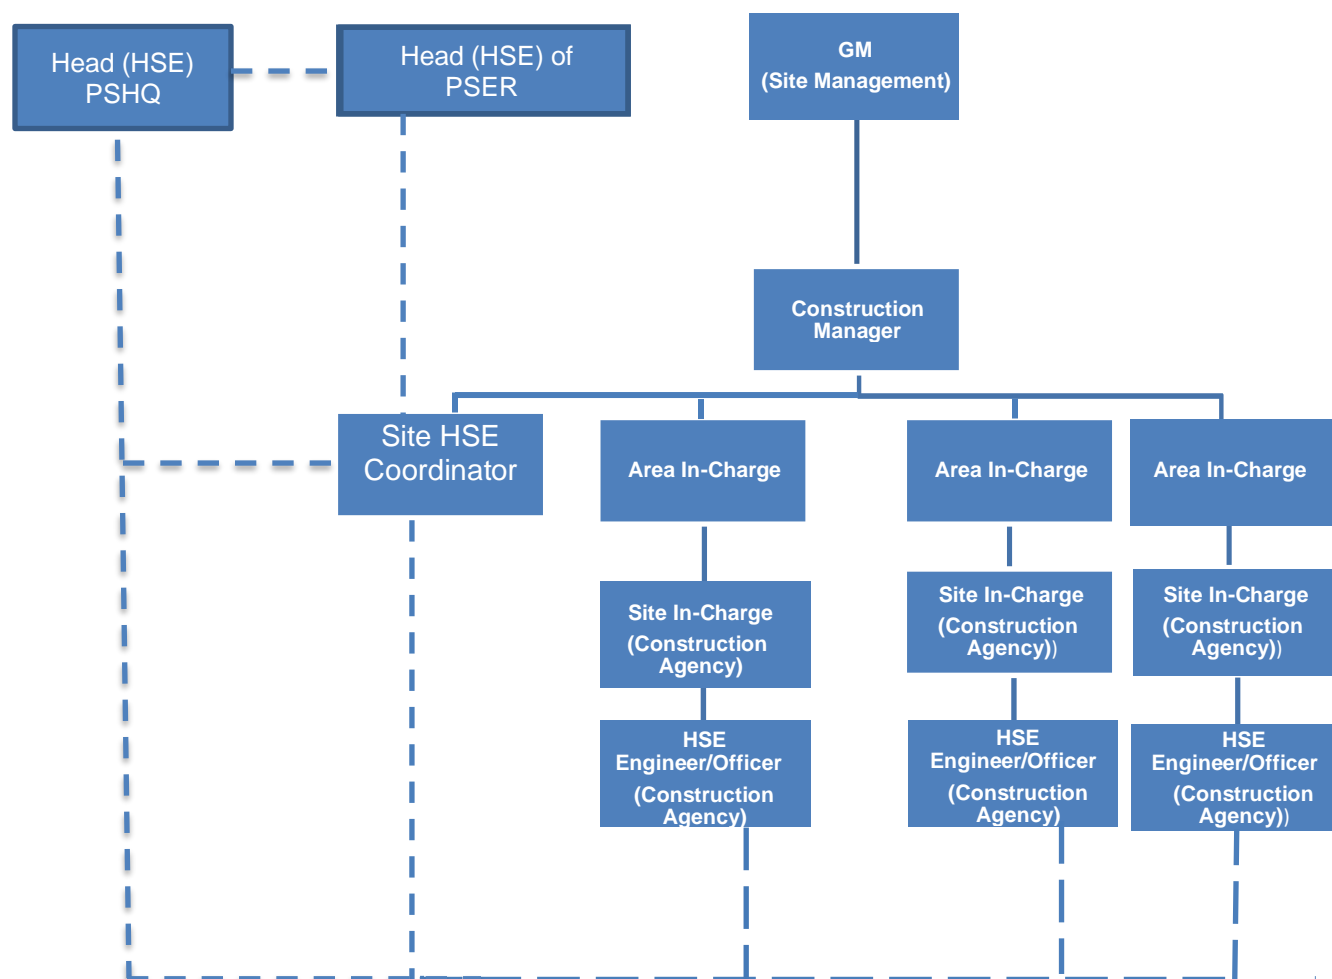 Head (HSE)
PSHQ
Head (HSE) of
PSER
GM
(Site Management)
Construction
Manager
Site HSE
Coordinator
Area In-Charge
Area In-Charge
Area In-Charge
Site In-Charge
(Construction
Agency)
Site In-Charge
(Construction
Agency))
Site In-Charge
(Construction
Agency))
HSE
Engineer/Officer
(Construction
Agency)
HSE
Engineer/Officer
(Construction
Agency)
HSE
Engineer/Officer
(Construction
Agency))